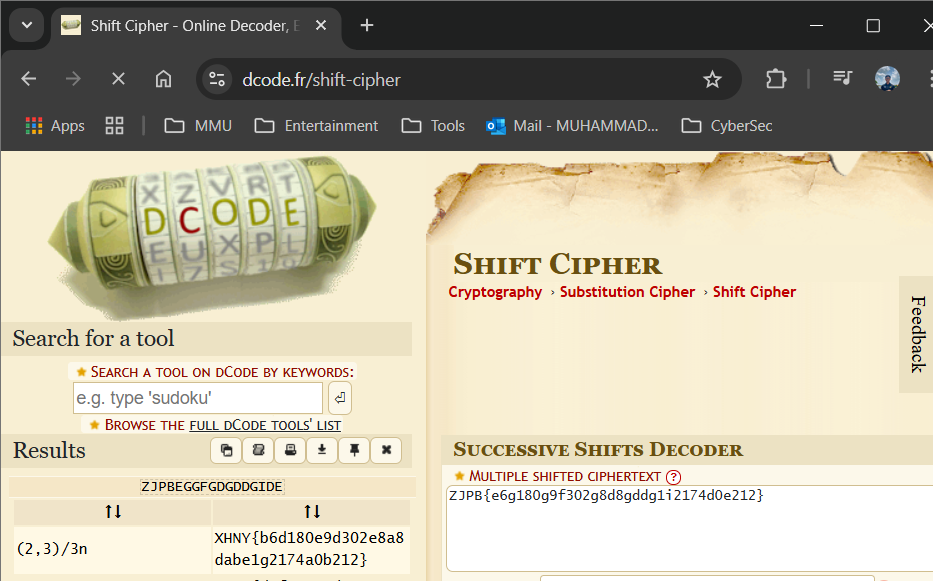 Shift Cipher - Online Decoder, E
dcode.fr/shift-cipher
Apps
MMU
Entertainment
Tools
Mail - MUHAMMAD...
CyberSec
X Z V R T
D C O D E
E U X P L
Shift Cipher
Cryptography › Substitution Cipher › Shift Cipher
Feedback
Search for a tool
★ Search a tool on dCode by keywords:
e.g. type 'sudoku'
★ Browse the full dCode tools' list
Results
Successive Shifts Decoder
★ Multiple shifted ciphertext ?
ZJPB{e6g180g9f302g8d8gddg1i2174d0e212}
ZJPBEGGFGDGDDGIDE
↑↓ ↑↓
(2,3)/3n
XHNY{b6d180e9d302e8a8
dabe1g2174a0b212}